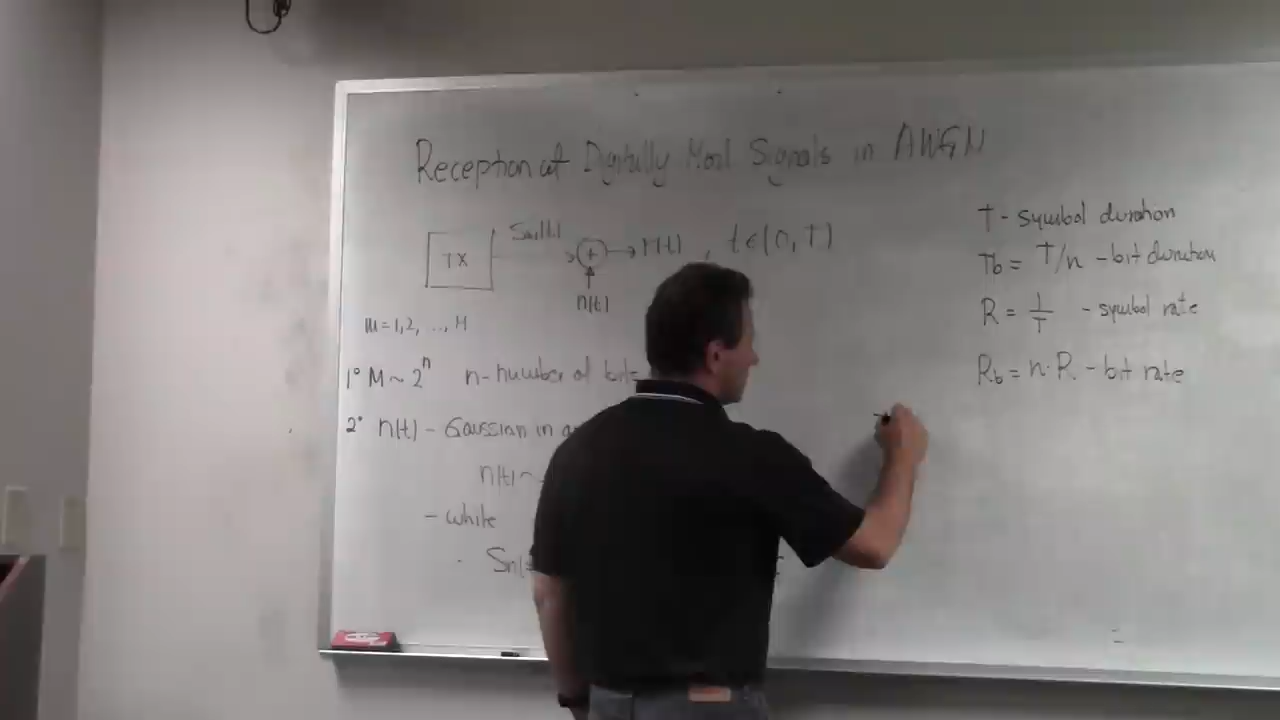 Reception of Digitally Mod Signals in AWGN
TX Sm(t) + r(t) , t∈(0,T)
n(t)
m=1,2, ..., M
1° M ~ 2^n n-number of bits
2° n(t) - Gaussian in
n(t) ~
- white
Sn(
T - symbol duration
Tb = T/n - bit duration
R = 1/T - symbol rate
Rb = n·R - bit rate